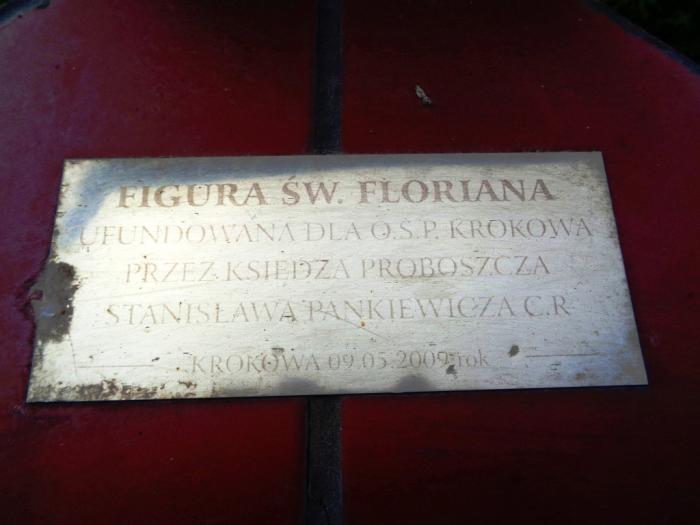 FIGURA ŚW. FLORIANA
UFUNDOWANA DLA O.S.P. KROKOWA
PRZEZ KSIĘDZA PROBOSZCZA
STANISŁAWA PANKIEWICZA C.R
KROKOWA 09.05.2009 rok